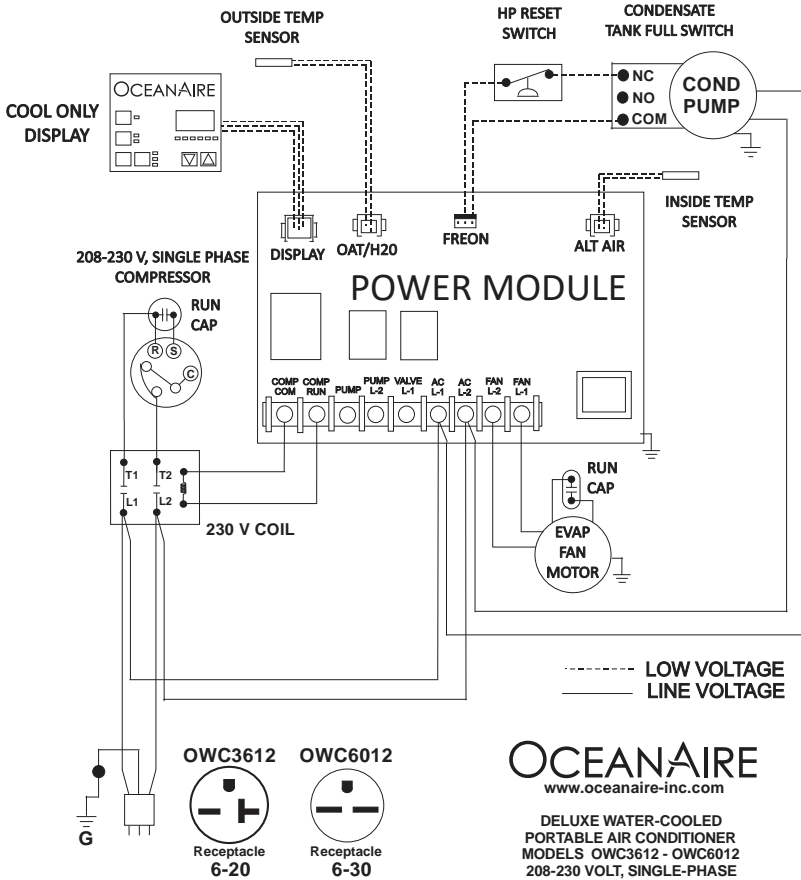 OUTSIDE TEMP
SENSOR
HP RESET
SWITCH
CONDENSATE
TANK FULL SWITCH
OCEANAIRE
COOL ONLY
DISPLAY
NC
NO
COM
COND
PUMP
INSIDE TEMP
SENSOR
DISPLAY
OAT/H20
FREON
ALT AIR
208-230 V, SINGLE PHASE
COMPRESSOR
RUN
CAP
POWER MODULE
R
S
C
COMP
COM
COMP
RUN
PUMP
PUMP
L-2
VALVE
L-1
AC
L-1
AC
L-2
FAN
L-2
FAN
L-1
T1
T2
L1
L2
230 V COIL
RUN
CAP
EVAP
FAN
MOTOR
LOW VOLTAGE
LINE VOLTAGE
G
OWC3612
Receptacle
6-20
OWC6012
Receptacle
6-30
OCEANAIRE
www.oceanaire-inc.com
DELUXE WATER-COOLED
PORTABLE AIR CONDITIONER
MODELS OWC3612 - OWC6012
208-230 VOLT, SINGLE-PHASE